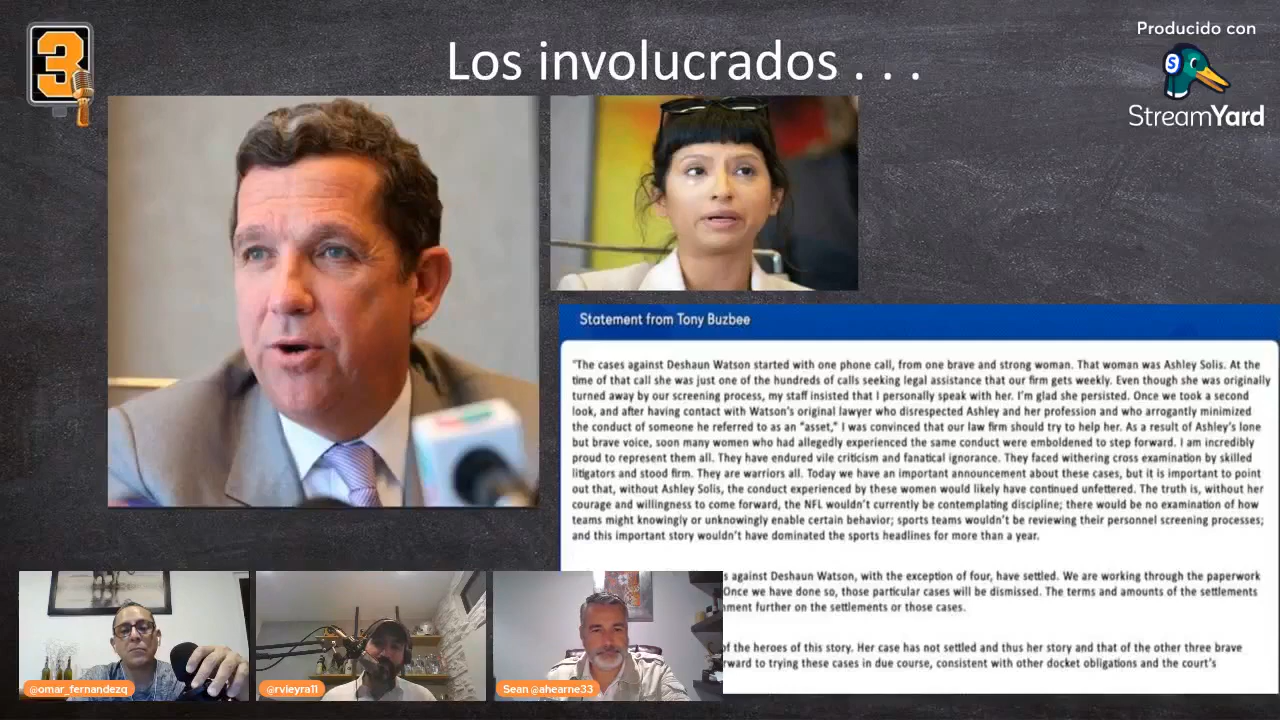 Los involucrados . . .
3
Producido con
S
StreamYard
Statement from Tony Buzbee
"The cases against Deshaun Watson started with one phone call, from one brave and strong woman. That woman was Ashley Solis. At the
time of that call she was just one of the hundreds of calls seeking legal assistance that our firm gets weekly. Even though she was originally
turned away by our screening process, my staff insisted that I personally speak with her. I'm glad she persisted. Once we took a second
look, and after having contact with Watson's original lawyer who disrespected Ashley and her profession and who arrogantly minimized
the conduct of someone he referred to as an "asset," I was convinced that our law firm should try to help her. As a result of Ashley's lone
but brave voice, soon many women who had allegedly experienced the same conduct were emboldened to step forward. I am incredibly
proud to represent them all. They have endured vile criticism and fanatical ignorance. They faced withering cross examination by skilled
litigators and stood firm. They are warriors all. Today we have an important announcement about these cases, but it is important to point
out that, without Ashley Solis, the conduct experienced by these women would likely have continued unfettered. The truth is, without her
courage and willingness to come forward, the NFL wouldn't currently be contemplating discipline; there would be no examination of how
teams might knowingly or unknowingly enable certain behavior; sports teams wouldn't be reviewing their personnel screening processes;
and this important story wouldn't have dominated the sports headlines for more than a year.
s against Deshaun Watson, with the exception of four, have settled. We are working through the paperwork
Once we have done so, those particular cases will be dismissed. The terms and amounts of the settlements
ment further on the settlements or those cases.
of the heroes of this story. Her case has not settled and thus her story and that of the other three brave
rward to trying these cases in due course, consistent with other docket obligations and the court's
@omar_fernandezq
@rvieyra11
Sean @ahearne33